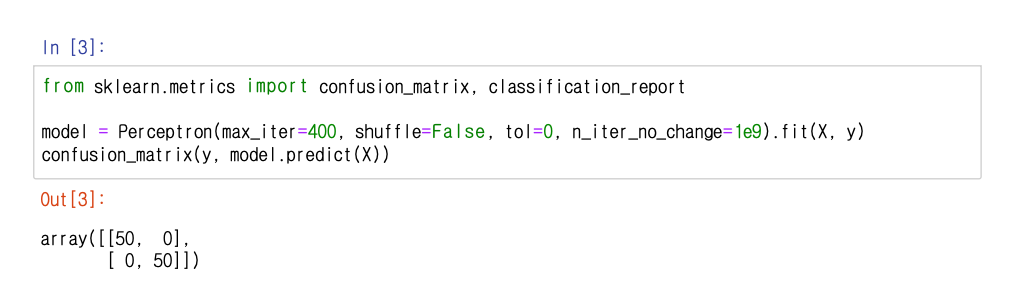 In [3]:
from sklearn.metrics import confusion_matrix, classification_report
model = Perceptron(max_iter=400, shuffle=False, tol=0, n_iter_no_change=1e9).fit(X, y)
confusion_matrix(y, model.predict(X))
Out[3]:
array([[50,  0],
       [ 0, 50]])